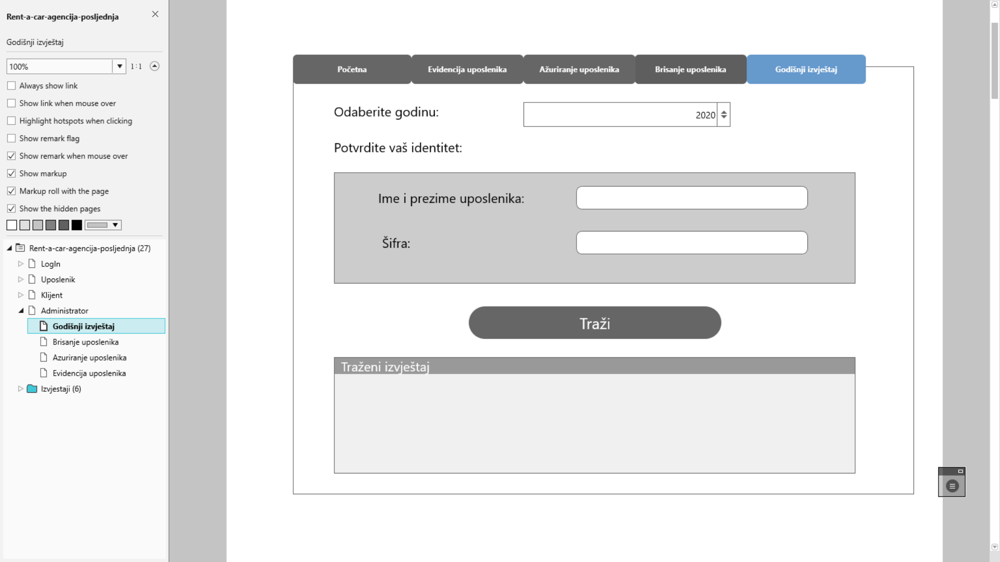 Rent-a-car-agencija-posljednja
Godišnji izvještaj
100%
1:1
Always show link
Show link when mouse over
Highlight hotspots when clicking
Show remark flag
Show remark when mouse over
Show markup
Markup roll with the page
Show the hidden pages
Rent-a-car-agencija-posljednja (27)
LogIn
Uposlenik
Klijent
Administrator
Godišnji izvještaj
Brisanje uposlenika
Azuriranje uposlenika
Evidencija uposlenika
Izvjestaji (6)
Početna
Evidencija uposlenika
Ažuriranje uposlenika
Brisanje uposlenika
Godišnji izvještaj
Odaberite godinu:
2020
Potvrdite vaš identitet:
Ime i prezime uposlenika:
Šifra:
Traži
Traženi izvještaj